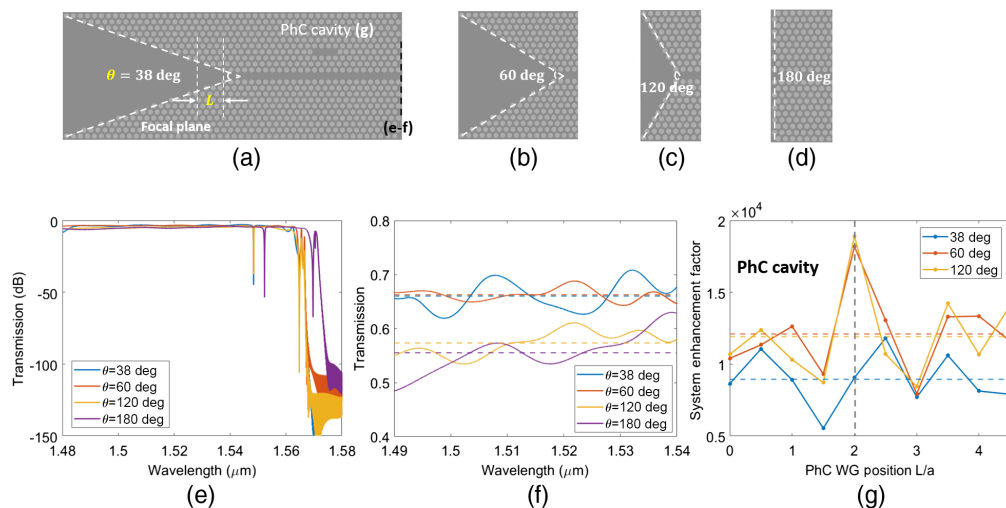 PhC cavity (g)
θ = 38 deg
L
Focal plane
(e-f)
(a)
60 deg
(b)
120 deg
(c)
180 deg
(d)
0
-50
-100
-150
Transmission (dB)
θ=38 deg
θ=60 deg
θ=120 deg
θ=180 deg
1.48 1.5 1.52 1.54 1.56 1.58
Wavelength (μm)
(e)
0.8
0.7
0.6
0.5
0.4
Transmission
θ=38 deg
θ=60 deg
θ=120 deg
θ=180 deg
1.49 1.5 1.51 1.52 1.53 1.54
Wavelength (μm)
(f)
2 ×10⁴
1.5
1
0.5
System enhancement factor
PhC cavity
38 deg
60 deg
120 deg
0 1 2 3 4
PhC WG position L/a
(g)